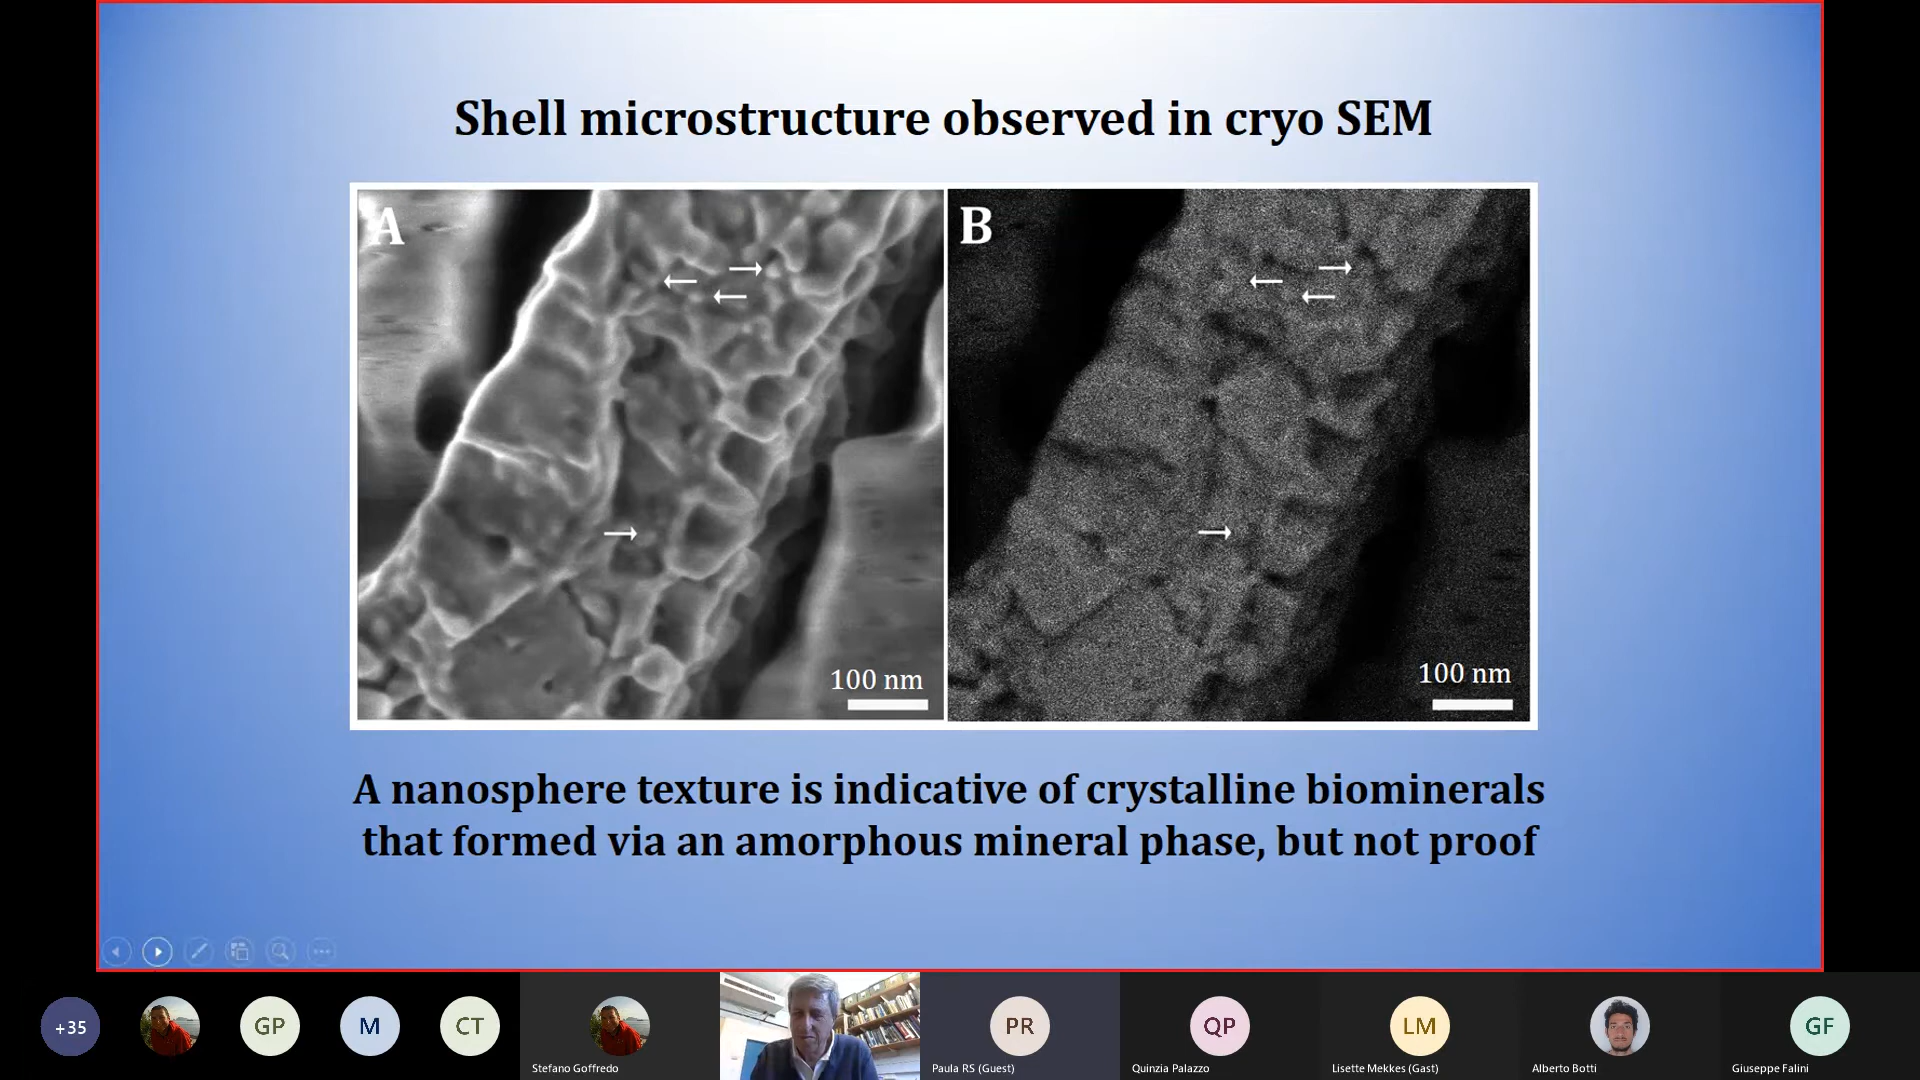 Shell microstructure observed in cryo SEM
A
B
100 nm
100 nm
A nanosphere texture is indicative of crystalline biominerals
that formed via an amorphous mineral phase, but not proof
+35
GP
M
CT
PR
QP
LM
GF
Stefano Goffredo
Paula RS (Guest)
Quinzia Palazzo
Lisette Mekkes (Gast)
Alberto Botti
Giuseppe Falini